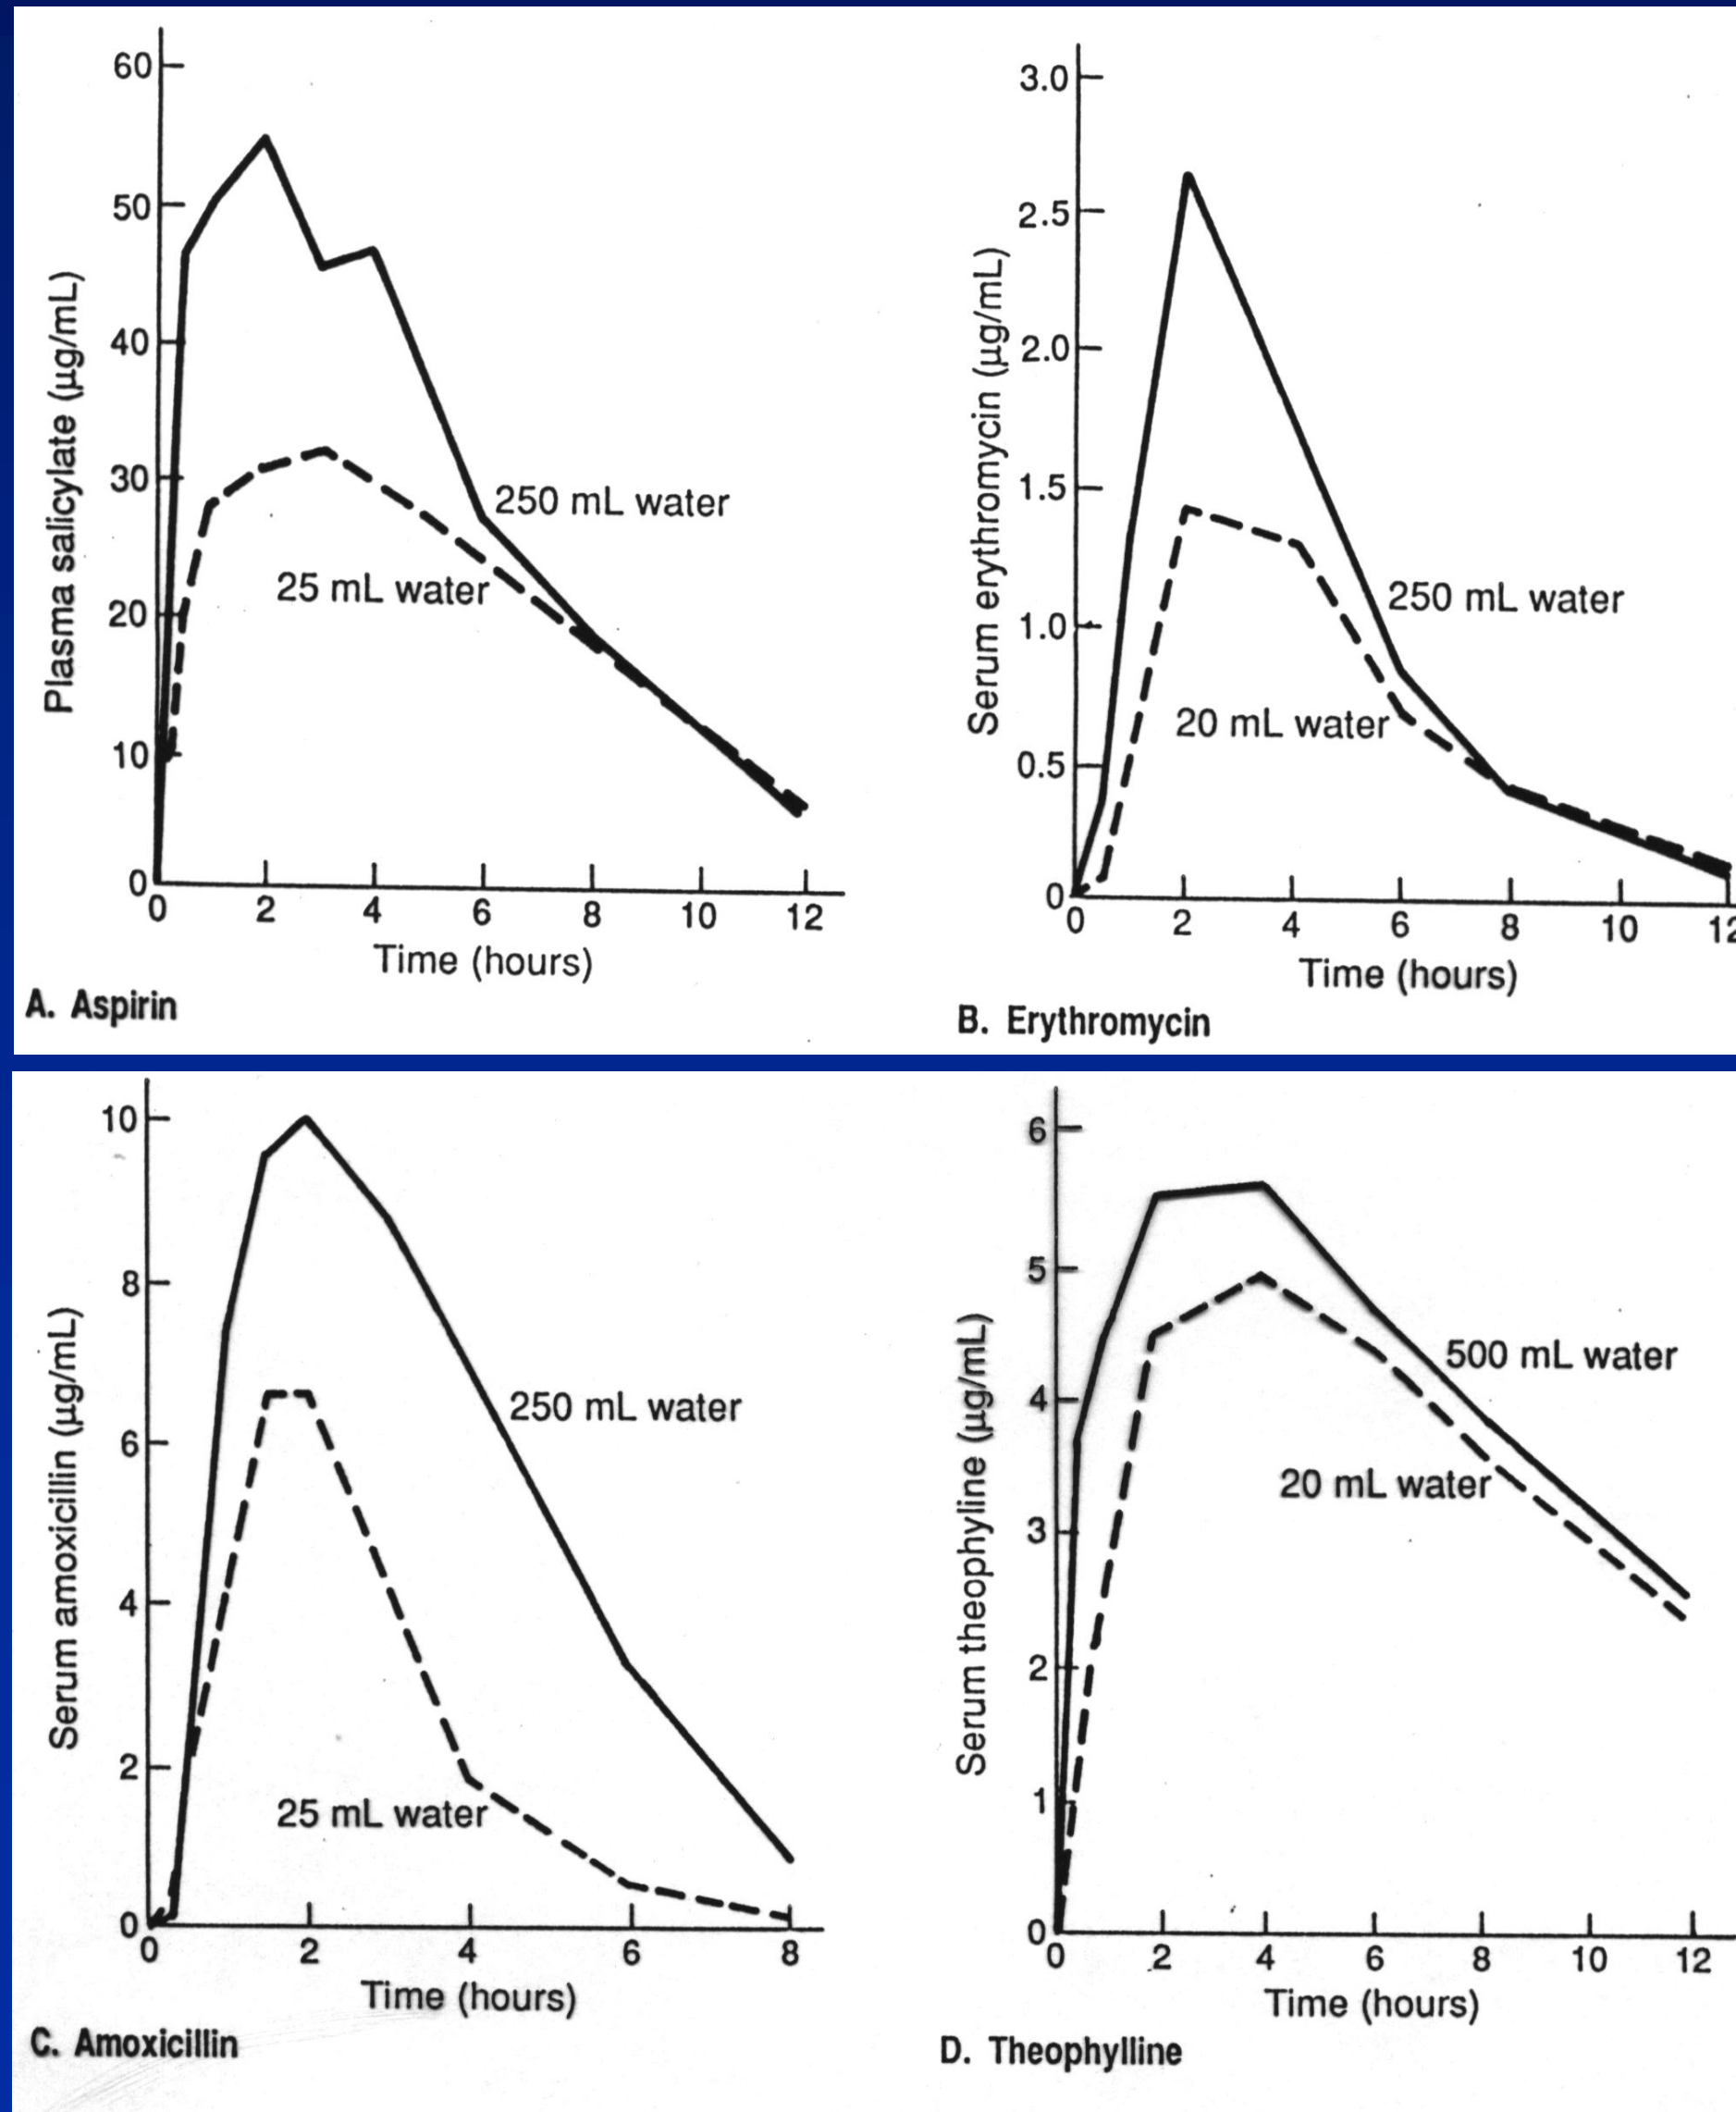 60
50
40
30
20
10
0
0 2 4 6 8 10 12
Plasma salicylate (µg/mL)
250 mL water
25 mL water
Time (hours)
A. Aspirin
3.0
2.5
2.0
1.5
1.0
0.5
0
0 2 4 6 8 10 12
Serum erythromycin (µg/mL)
250 mL water
20 mL water
Time (hours)
B. Erythromycin
10
8
6
4
2
0
0 2 4 6 8
Serum amoxicillin (µg/mL)
250 mL water
25 mL water
Time (hours)
C. Amoxicillin
6
5
4
3
2
1
0
0 2 4 6 8 10 12
Serum theophyline (µg/mL)
500 mL water
20 mL water
Time (hours)
D. Theophylline